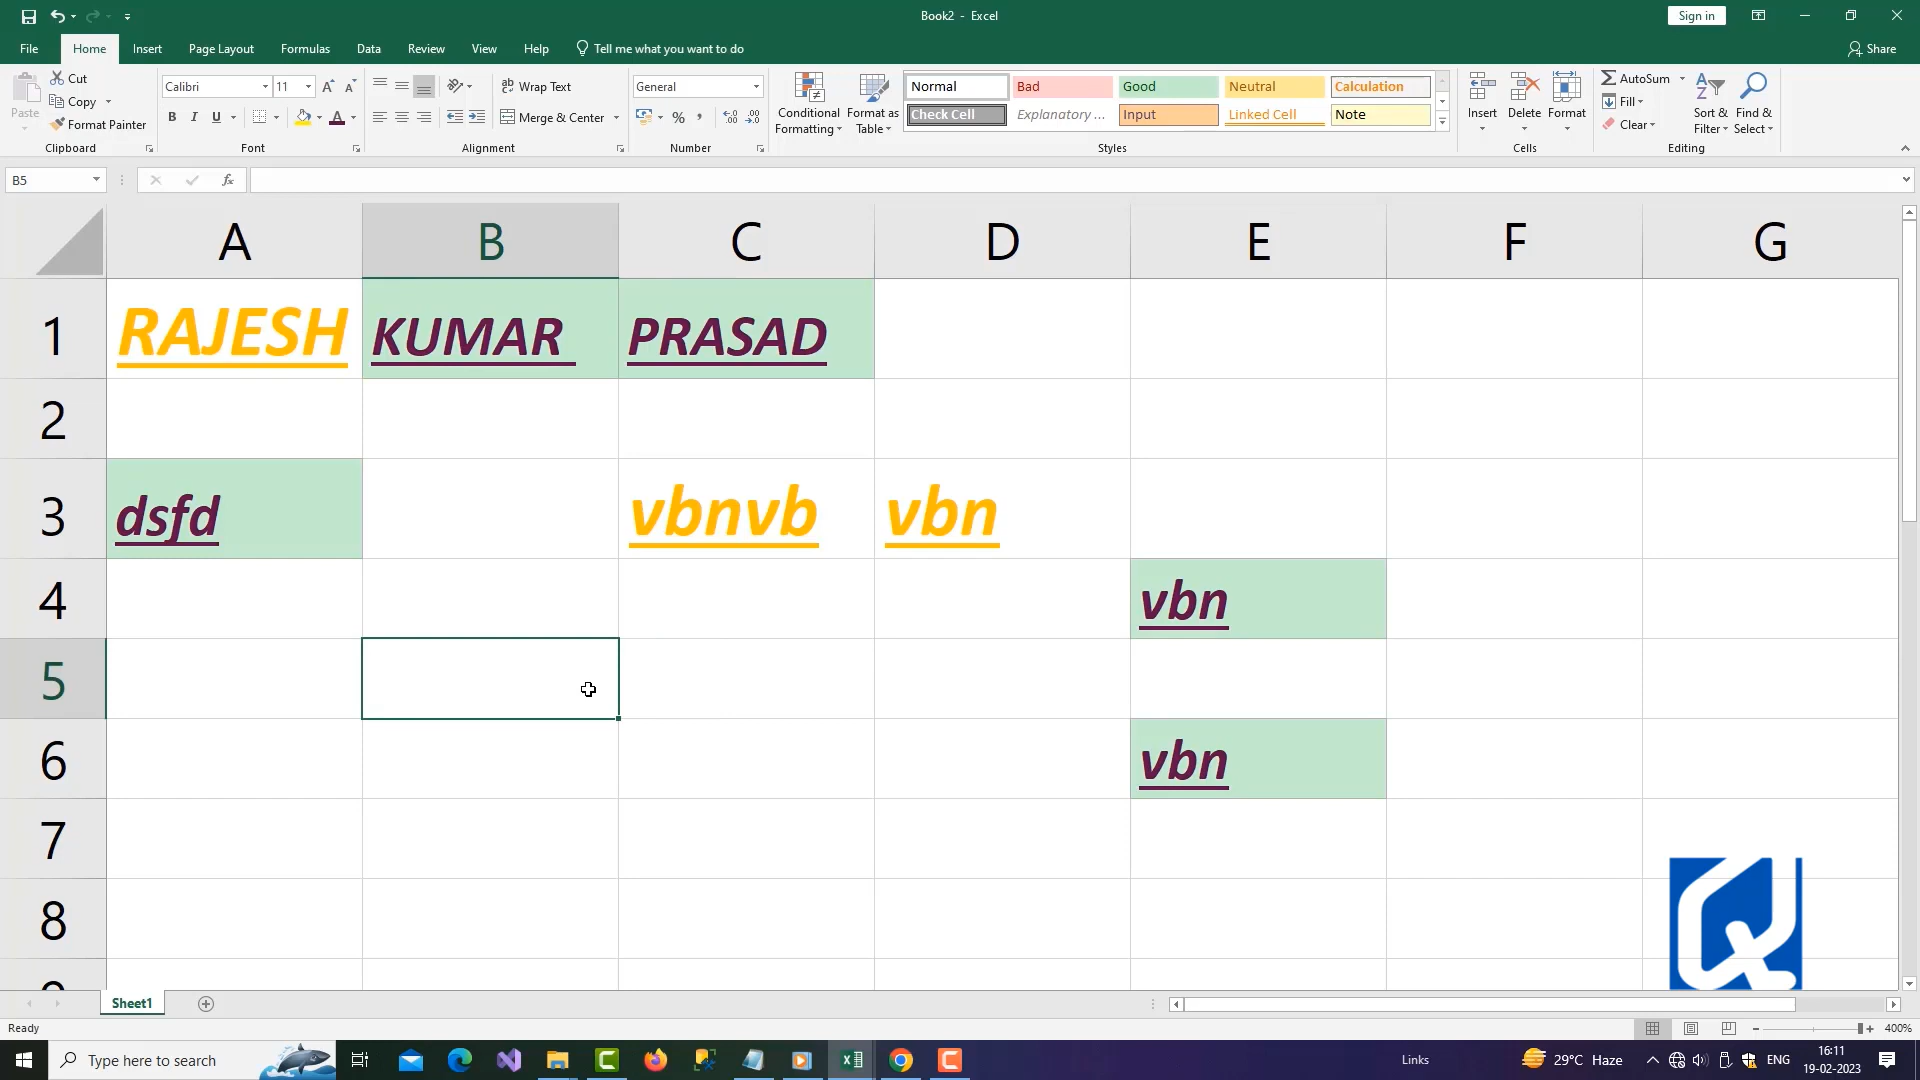 Book2 - Excel
Sign in
File Home Insert Page Layout Formulas Data Review View Help Tell me what you want to do Share
Paste Cut Copy Format Painter Clipboard
Calibri 11 A A B I U A Font
Wrap Text Merge & Center Alignment
General % , .00 Number
Conditional Formatting Format as Table
Normal Bad Good Neutral Calculation
Check Cell Explanatory ... Input Linked Cell Note
Styles
Insert Delete Format Cells
AutoSum Fill Clear Sort & Filter Find & Select Editing
B5 fx
A B C D E F G
1 RAJESH KUMAR PRASAD
2
3 dsfd vbnvb vbn
4 vbn
5
6 vbn
7
8
Sheet1
Ready 400%
Type here to search Links 29°C Haze ENG 16:11
19-02-2023